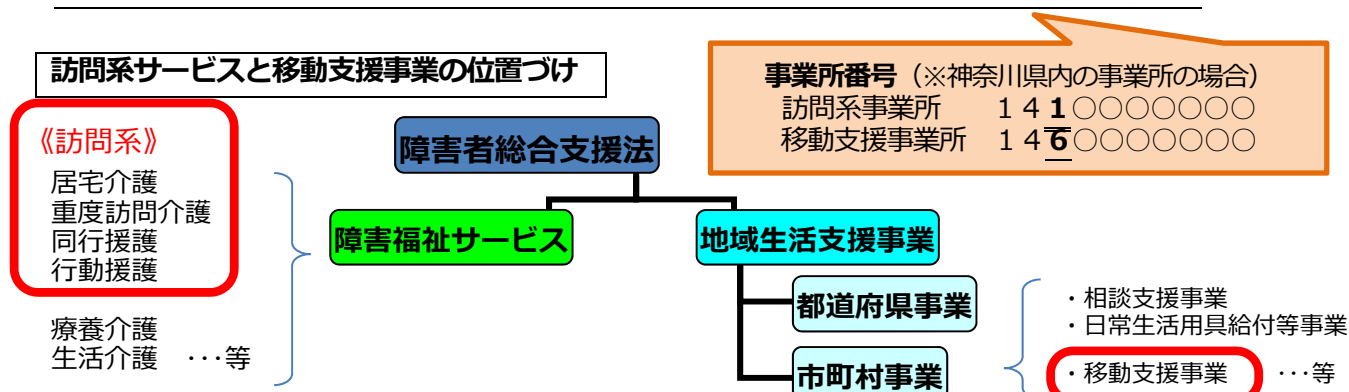 訪問系サービスと移動支援事業の位置づけ
事業所番号（※神奈川県内の事業所の場合）
訪問系事業所　１４１○○○○○○○
移動支援事業所　１４６○○○○○○○
《訪問系》
居宅介護
重度訪問介護
同行援護
行動援護
療養介護
生活介護　･･･等
障害者総合支援法
障害福祉サービス
地域生活支援事業
都道府県事業
市町村事業
・相談支援事業
・日常生活用具給付等事業
・移動支援事業　･･･等